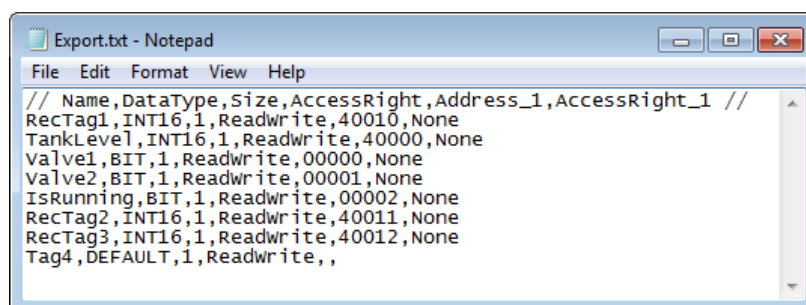 Export.txt - Notepad
File Edit Format View Help
// Name,DataType,Size,AccessRight,Address_1,AccessRight_1 //
RecTag1,INT16,1,ReadWrite,40010,None
TankLevel,INT16,1,ReadWrite,40000,None
Valve1,BIT,1,ReadWrite,00000,None
Valve2,BIT,1,ReadWrite,00001,None
IsRunning,BIT,1,ReadWrite,00002,None
RecTag2,INT16,1,ReadWrite,40011,None
RecTag3,INT16,1,ReadWrite,40012,None
Tag4,DEFAULT,1,ReadWrite,,